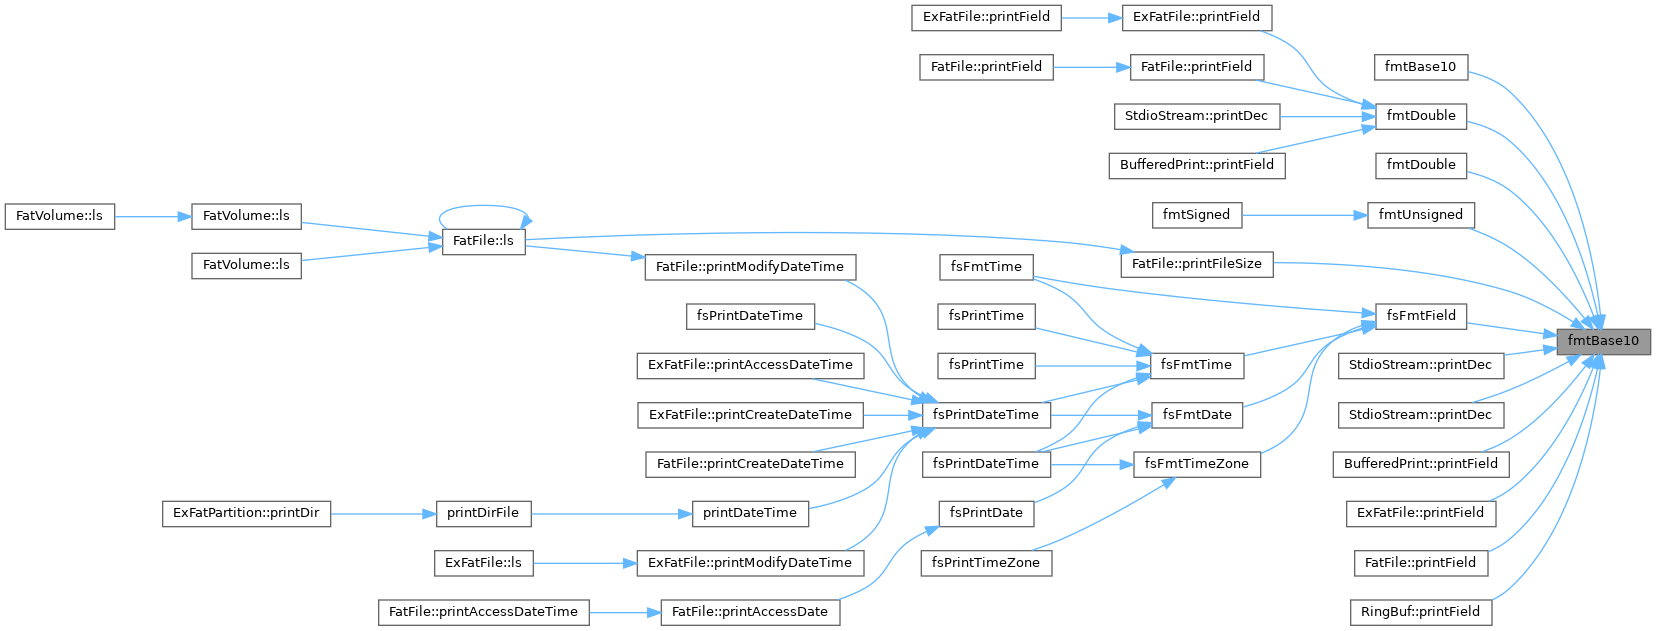 ExFatFile::printField
ExFatFile::printField
FatFile::printField
FatFile::printField
fmtBase10
StdioStream::printDec
fmtDouble
BufferedPrint::printField
fmtDouble
FatVolume::ls
FatVolume::ls
fmtSigned
fmtUnsigned
FatFile::ls
FatVolume::ls
FatFile::printModifyDateTime
fsFmtTime
FatFile::printFileSize
fsPrintDateTime
fsPrintTime
fsFmtField
fmtBase10
ExFatFile::printAccessDateTime
fsPrintTime
fsFmtTime
StdioStream::printDec
ExFatFile::printCreateDateTime
fsPrintDateTime
fsFmtDate
StdioStream::printDec
FatFile::printCreateDateTime
fsPrintDateTime
fsFmtTimeZone
BufferedPrint::printField
ExFatPartition::printDir
printDirFile
printDateTime
fsPrintDate
ExFatFile::printField
ExFatFile::ls
ExFatFile::printModifyDateTime
fsPrintTimeZone
FatFile::printField
FatFile::printAccessDateTime
FatFile::printAccessDate
RingBuf::printField